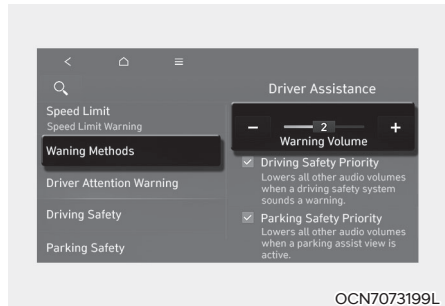 Speed Limit
Speed Limit Warning
Waning Methods
Driver Attention Warning
Driving Safety
Parking Safety
Driver Assistance
- 2 +
Warning Volume
Driving Safety Priority
Lowers all other audio volumes
when a driving safety system
sounds a warning.
Parking Safety Priority
Lowers all other audio volumes
when a parking assist view is
active.
OCN7073199L